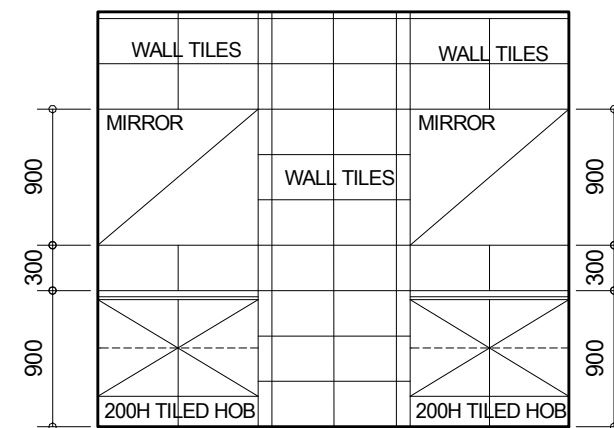 WALL TILES
WALL TILES
MIRROR
MIRROR
900
900
WALL TILES
300
300
900
900
200H TILED HOB
200H TILED HOB